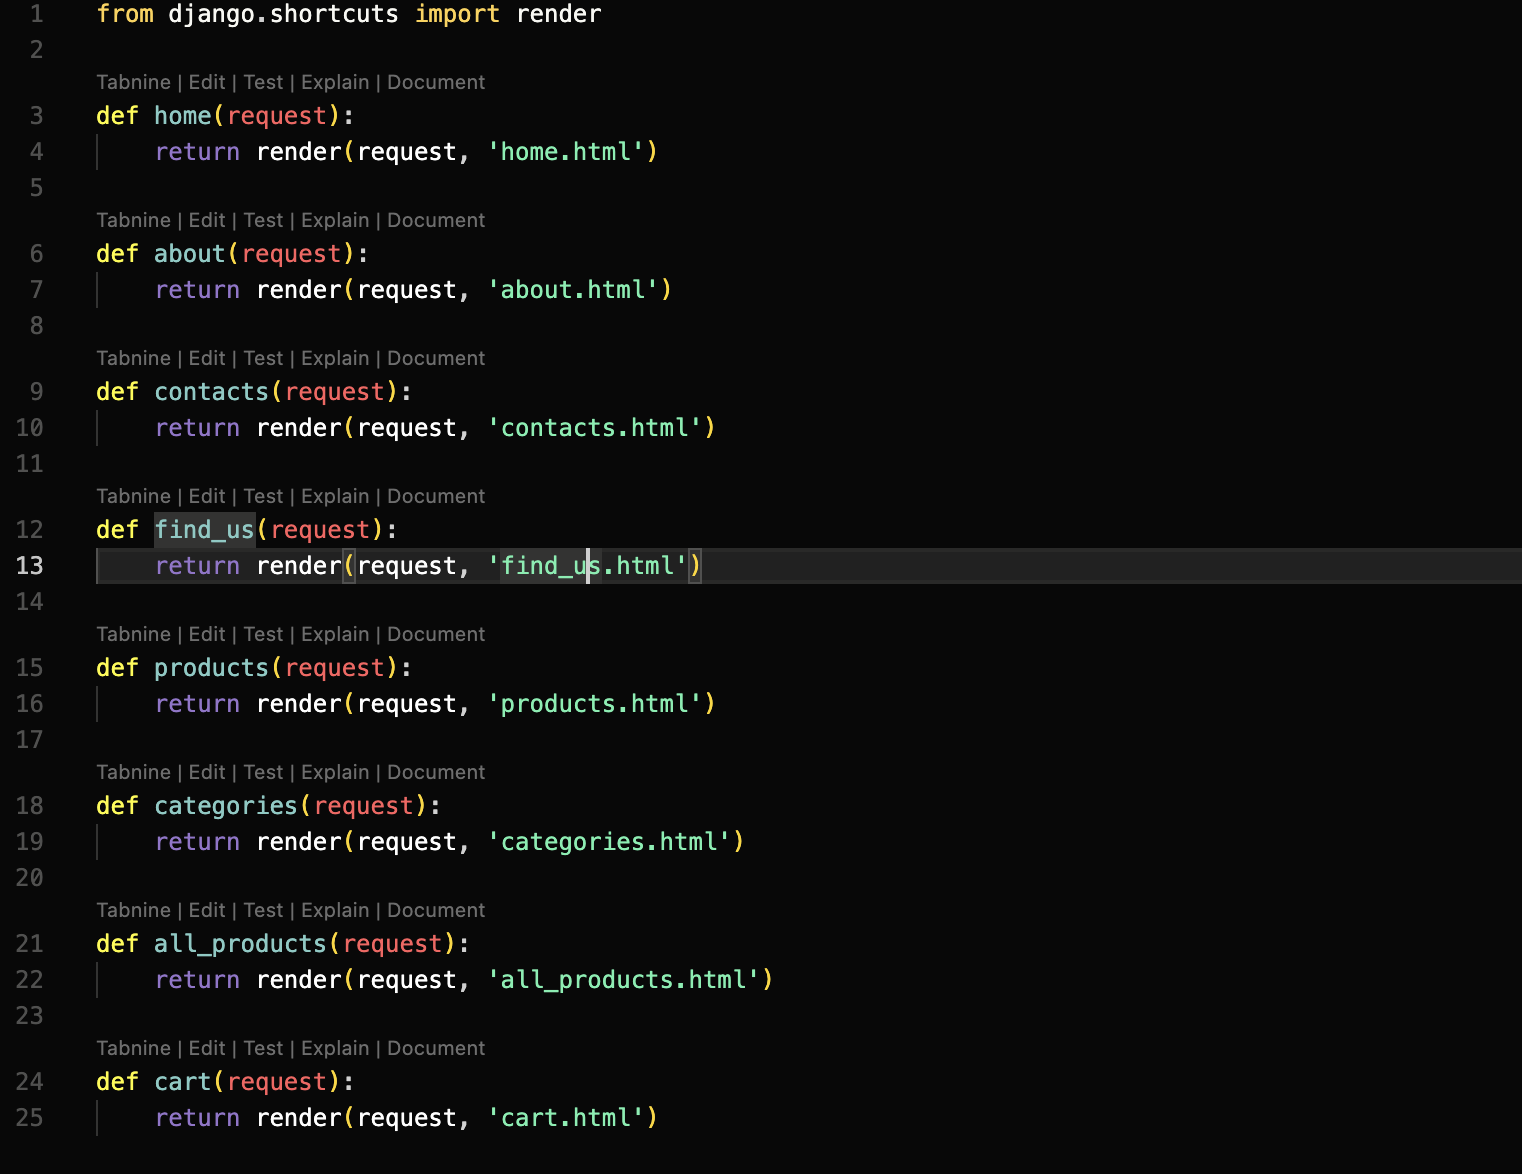 1 from django.shortcuts import render
2
Tabnine | Edit | Test | Explain | Document
3 def home(request):
4     return render(request, 'home.html')
5
Tabnine | Edit | Test | Explain | Document
6 def about(request):
7     return render(request, 'about.html')
8
Tabnine | Edit | Test | Explain | Document
9 def contacts(request):
10     return render(request, 'contacts.html')
11
Tabnine | Edit | Test | Explain | Document
12 def find_us(request):
13     return render(request, 'find_us.html')
14
Tabnine | Edit | Test | Explain | Document
15 def products(request):
16     return render(request, 'products.html')
17
Tabnine | Edit | Test | Explain | Document
18 def categories(request):
19     return render(request, 'categories.html')
20
Tabnine | Edit | Test | Explain | Document
21 def all_products(request):
22     return render(request, 'all_products.html')
23
Tabnine | Edit | Test | Explain | Document
24 def cart(request):
25     return render(request, 'cart.html')